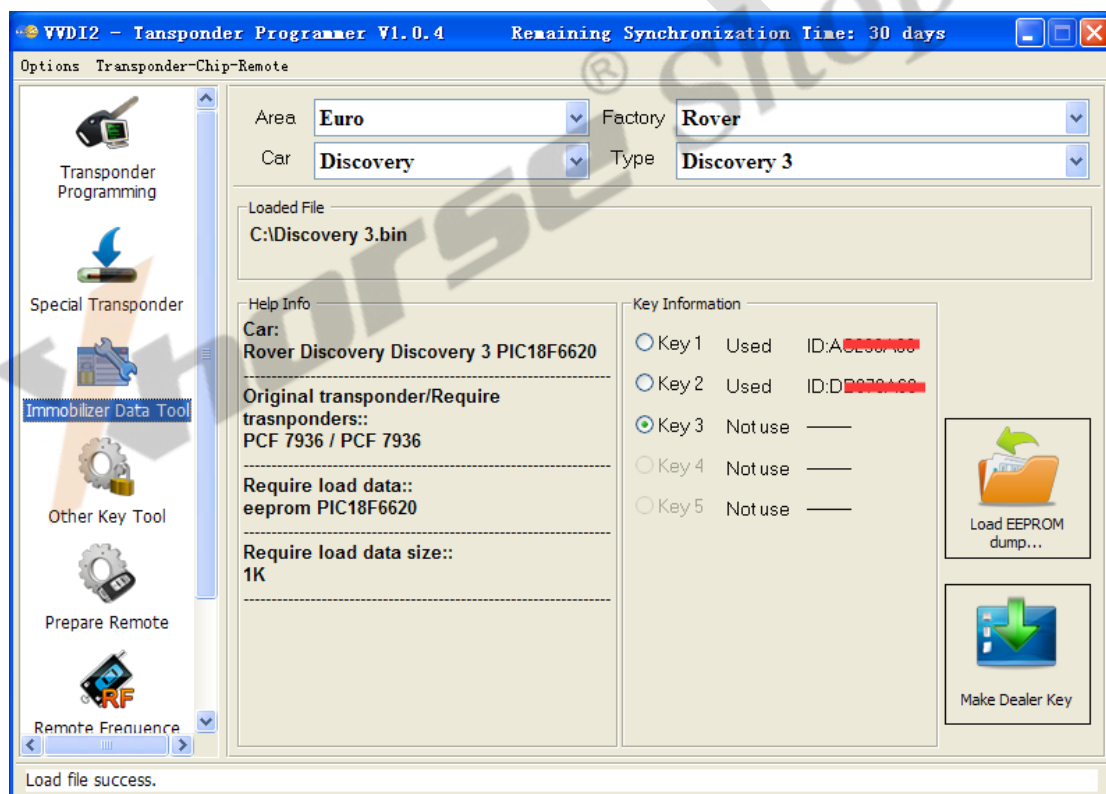 VVDI2 - Tansponder Programmer V1.0.4 Remaining Synchronization Time: 30 days
Options Transponder-Chip-Remote
Transponder
Programming
Special Transponder
Immobilizer Data Tool
Other Key Tool
Prepare Remote
RF
Remote Frequence
Area Euro Factory Rover
Car Discovery Type Discovery 3
Loaded File
C:\Discovery 3.bin
Help Info
Car:
Rover Discovery Discovery 3 PIC18F6620
Original transponder/Require
trasnponders::
PCF 7936 / PCF 7936
Require load data::
eeprom PIC18F6620
Require load data size::
1K
Key Information
Key 1 Used ID:A
Key 2 Used ID:D
Key 3 Not use
Key 4 Not use
Key 5 Not use
Load EEPROM
dump...
Make Dealer Key
Load file success.
Xhorse® Shop